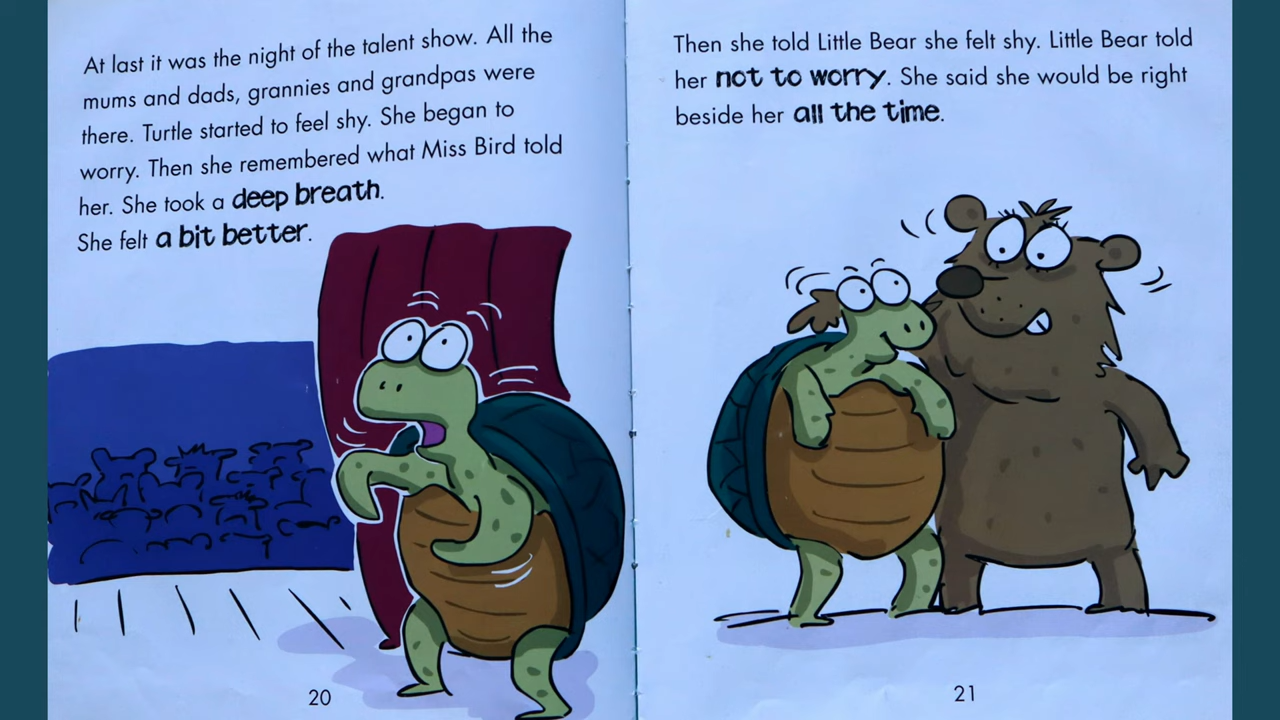 At last it was the night of the talent show. All the
mums and dads, grannies and grandpas were
there. Turtle started to feel shy. She began to
worry. Then she remembered what Miss Bird told
her. She took a deep breath.
She felt a bit better.
20
Then she told Little Bear she felt shy. Little Bear told
her not to worry. She said she would be right
beside her all the time.
21